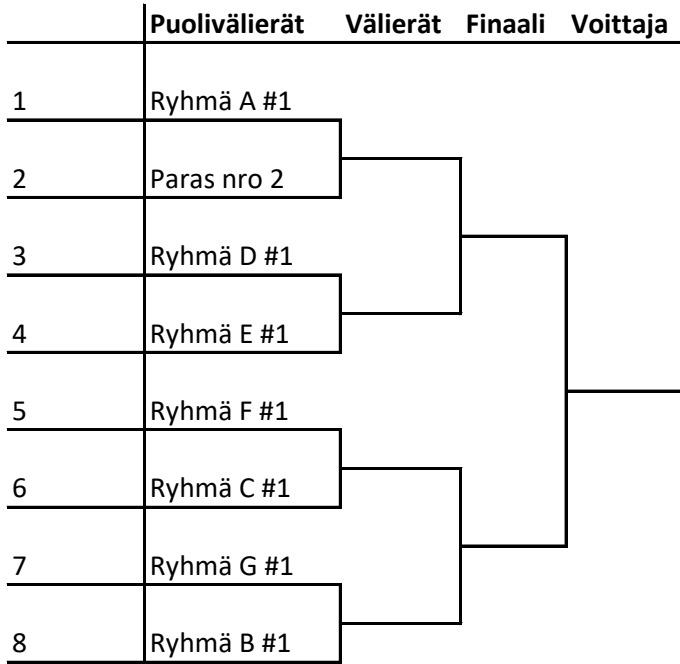 Puolivälierät Välierät Finaali Voittaja
1 Ryhmä A #1
2 Paras nro 2
3 Ryhmä D #1
4 Ryhmä E #1
5 Ryhmä F #1
6 Ryhmä C #1
7 Ryhmä G #1
8 Ryhmä B #1